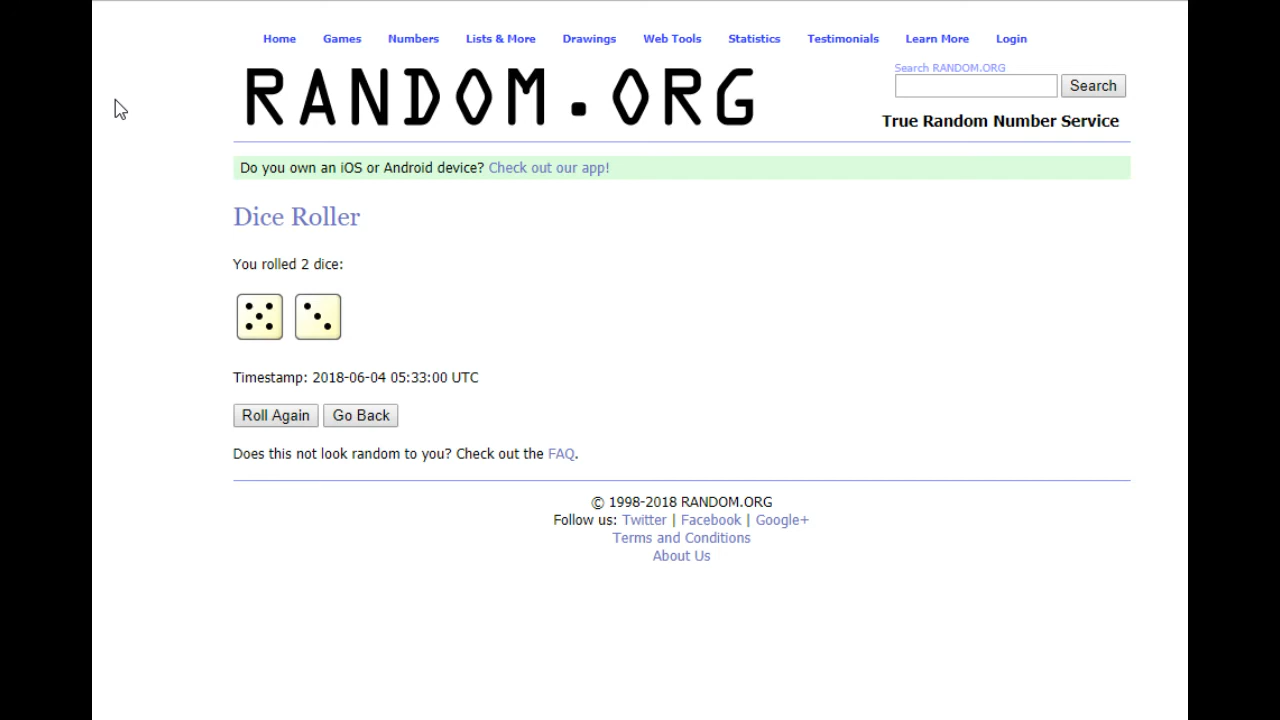 Home Games Numbers Lists & More Drawings Web Tools Statistics Testimonials Learn More Login
RANDOM.ORG
Search RANDOM.ORG
Search
True Random Number Service
Do you own an iOS or Android device? Check out our app!
Dice Roller
You rolled 2 dice:
Timestamp: 2018-06-04 05:33:00 UTC
Roll Again Go Back
Does this not look random to you? Check out the FAQ.
© 1998-2018 RANDOM.ORG
Follow us: Twitter | Facebook | Google+
Terms and Conditions
About Us